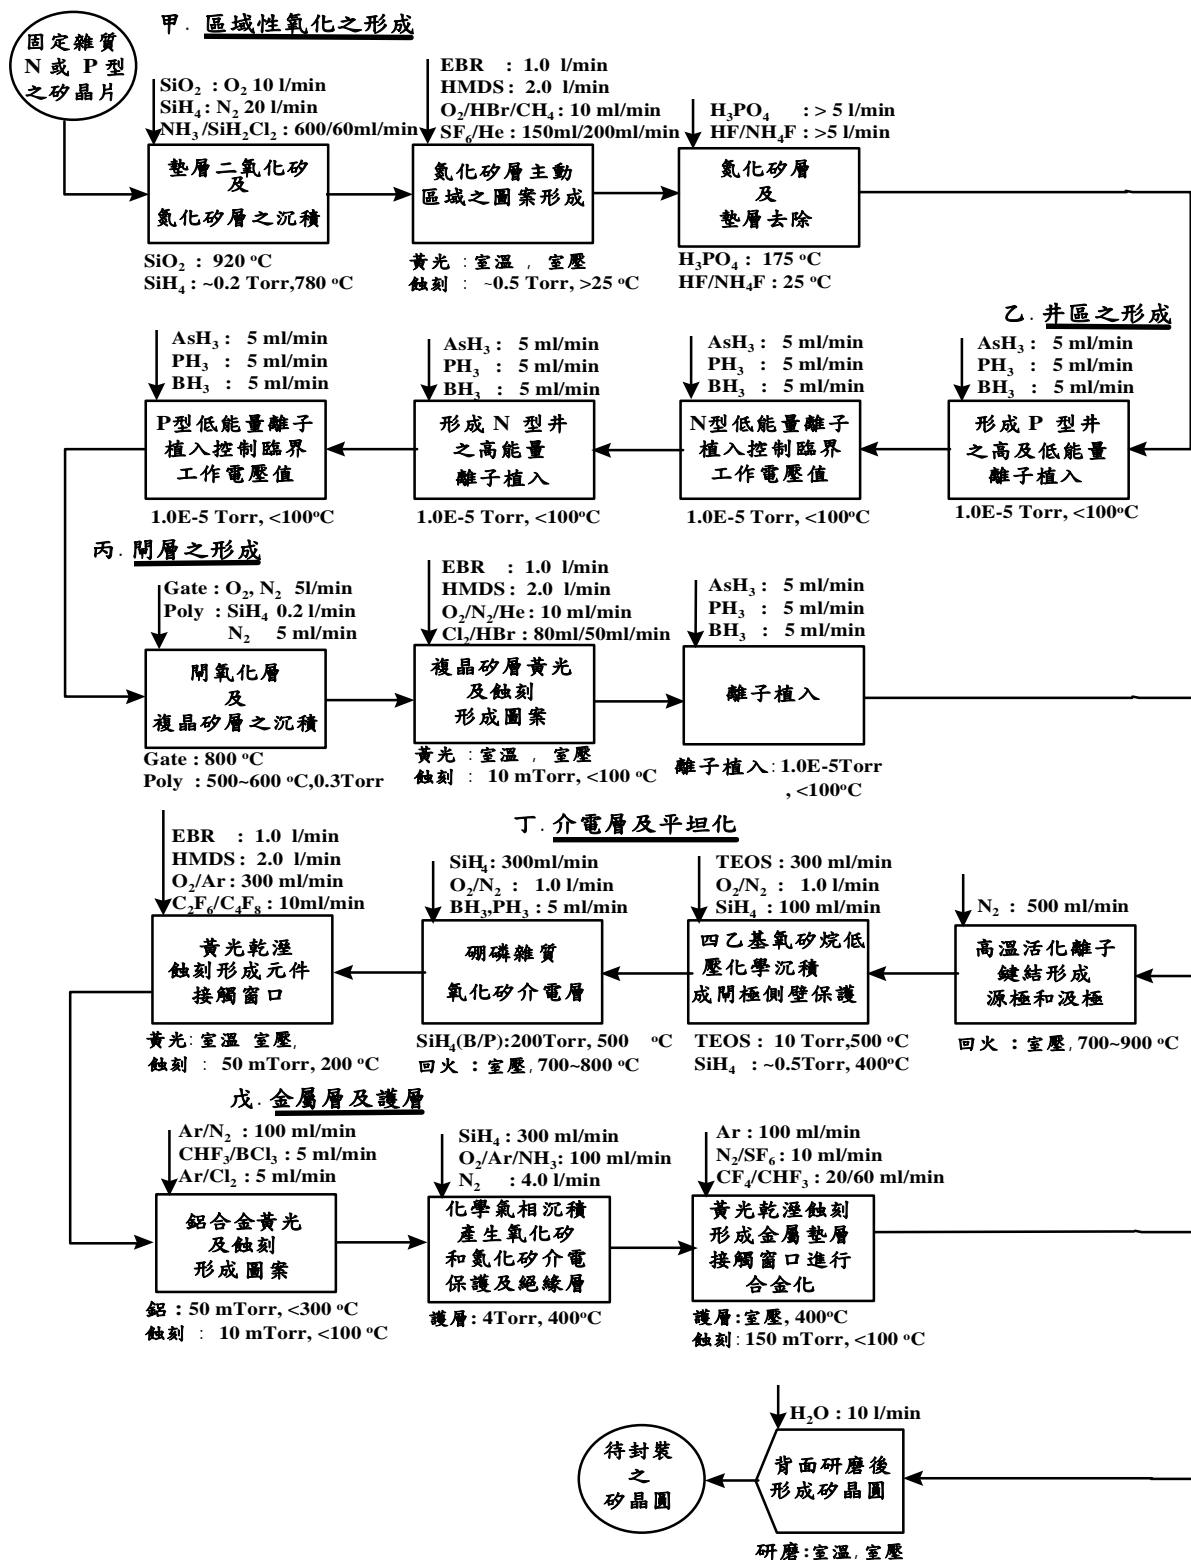 甲. 區域性氧化之形成
固定雜質
N 或 P 型
之矽晶片
SiO₂ : O₂ 10 l/min
SiH₄ : N₂ 20 l/min
NH₃/SiH₂Cl₂ : 600/60ml/min
墊層二氧化矽
及
氮化矽層之沉積
SiO₂ : 920 °C
SiH₄ : ~0.2 Torr,780 °C
EBR : 1.0 l/min
HMDS : 2.0 l/min
O₂/HBr/CH₄ : 10 ml/min
SF₆/He : 150ml/200ml/min
氮化矽層主動
區域之圖案形成
黃光 : 室溫 , 室壓
蝕刻 : ~0.5 Torr, >25 °C
H₃PO₄ : > 5 l/min
HF/NH₄F : >5 l/min
氮化矽層
及
墊層去除
H₃PO₄ : 175 °C
HF/NH₄F : 25 °C
乙. 井區之形成
AsH₃ : 5 ml/min
PH₃ : 5 ml/min
BH₃ : 5 ml/min
形成 P 型井
之高及低能量
離子植入
1.0E-5 Torr, <100°C
AsH₃ : 5 ml/min
PH₃ : 5 ml/min
BH₃ : 5 ml/min
N型低能量離子
植入控制臨界
工作電壓值
1.0E-5 Torr, <100°C
AsH₃ : 5 ml/min
PH₃ : 5 ml/min
BH₃ : 5 ml/min
形成 N 型井
之高能量
離子植入
1.0E-5 Torr, <100°C
AsH₃ : 5 ml/min
PH₃ : 5 ml/min
BH₃ : 5 ml/min
P型低能量離子
植入控制臨界
工作電壓值
1.0E-5 Torr, <100°C
丙. 閘層之形成
Gate : O₂, N₂ 5l/min
Poly : SiH₄ 0.2 l/min
N₂ 5 ml/min
閘氧化層
及
複晶矽層之沉積
Gate : 800 °C
Poly : 500~600 °C,0.3Torr
EBR : 1.0 l/min
HMDS : 2.0 l/min
O₂/N₂/He : 10 ml/min
Cl₂/HBr : 80ml/50ml/min
複晶矽層黃光
及蝕刻
形成圖案
黃光 : 室溫 , 室壓
蝕刻 : 10 mTorr, <100 °C
AsH₃ : 5 ml/min
PH₃ : 5 ml/min
BH₃ : 5 ml/min
離子植入
離子植入 : 1.0E-5Torr
, <100°C
丁. 介電層及平坦化
N₂ : 500 ml/min
高溫活化離子
鍵結形成
源極和汲極
回火 : 室壓, 700~900 °C
TEOS : 300 ml/min
O₂/N₂ : 1.0 l/min
SiH₄ : 100 ml/min
四乙基氧矽烷低
壓化學沉積
成閘極側壁保護
TEOS : 10 Torr,500 °C
SiH₄ : ~0.5Torr, 400°C
SiH₄ : 300ml/min
O₂/N₂ : 1.0 l/min
BH₃,PH₃ : 5 ml/min
硼磷雜質
氧化矽介電層
SiH₄(B/P):200Torr, 500 °C
回火 : 室壓, 700~800 °C
EBR : 1.0 l/min
HMDS : 2.0 l/min
O₂/Ar : 300 ml/min
C₂F₆/C₄F₈ : 10ml/min
黃光乾溼
蝕刻形成元件
接觸窗口
黃光: 室溫 室壓,
蝕刻 : 50 mTorr, 200 °C
戊. 金屬層及護層
Ar/N₂ : 100 ml/min
CHF₃/BCl₃ : 5 ml/min
Ar/Cl₂ : 5 ml/min
鋁合金黃光
及蝕刻
形成圖案
鋁 : 50 mTorr, <300 °C
蝕刻 : 10 mTorr, <100 °C
SiH₄ : 300 ml/min
O₂/Ar/NH₃: 100 ml/min
N₂ : 4.0 l/min
化學氣相沉積
產生氧化矽
和氮化矽介電
保護及絕緣層
護層: 4Torr, 400°C
Ar : 100 ml/min
N₂/SF₆ : 10 ml/min
CF₄/CHF₃ : 20/60 ml/min
黃光乾溼蝕刻
形成金屬墊層
接觸窗口進行
合金化
護層:室壓, 400°C
蝕刻:150 mTorr, <100 °C
H₂O : 10 l/min
背面研磨後
形成矽晶圓
研磨:室溫, 室壓
待封裝
之
矽晶圓